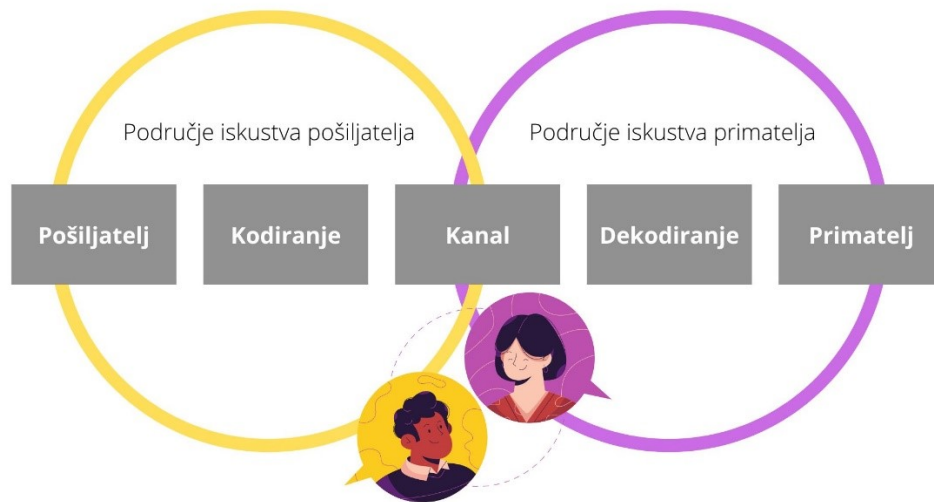 Područje iskustva pošiljatelja
Područje iskustva primatelja
Pošiljatelj
Kodiranje
Kanal
Dekodiranje
Primatelj